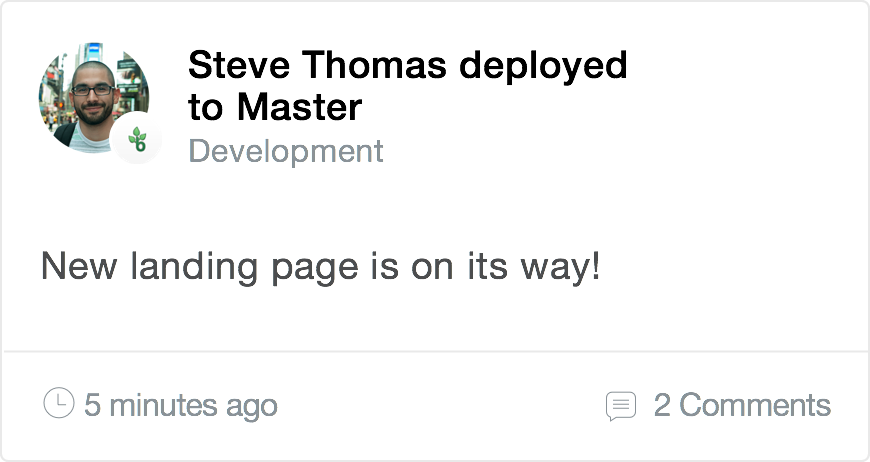 Steve Thomas deployed
to Master
Development
New landing page is on its way!
5 minutes ago
2 Comments